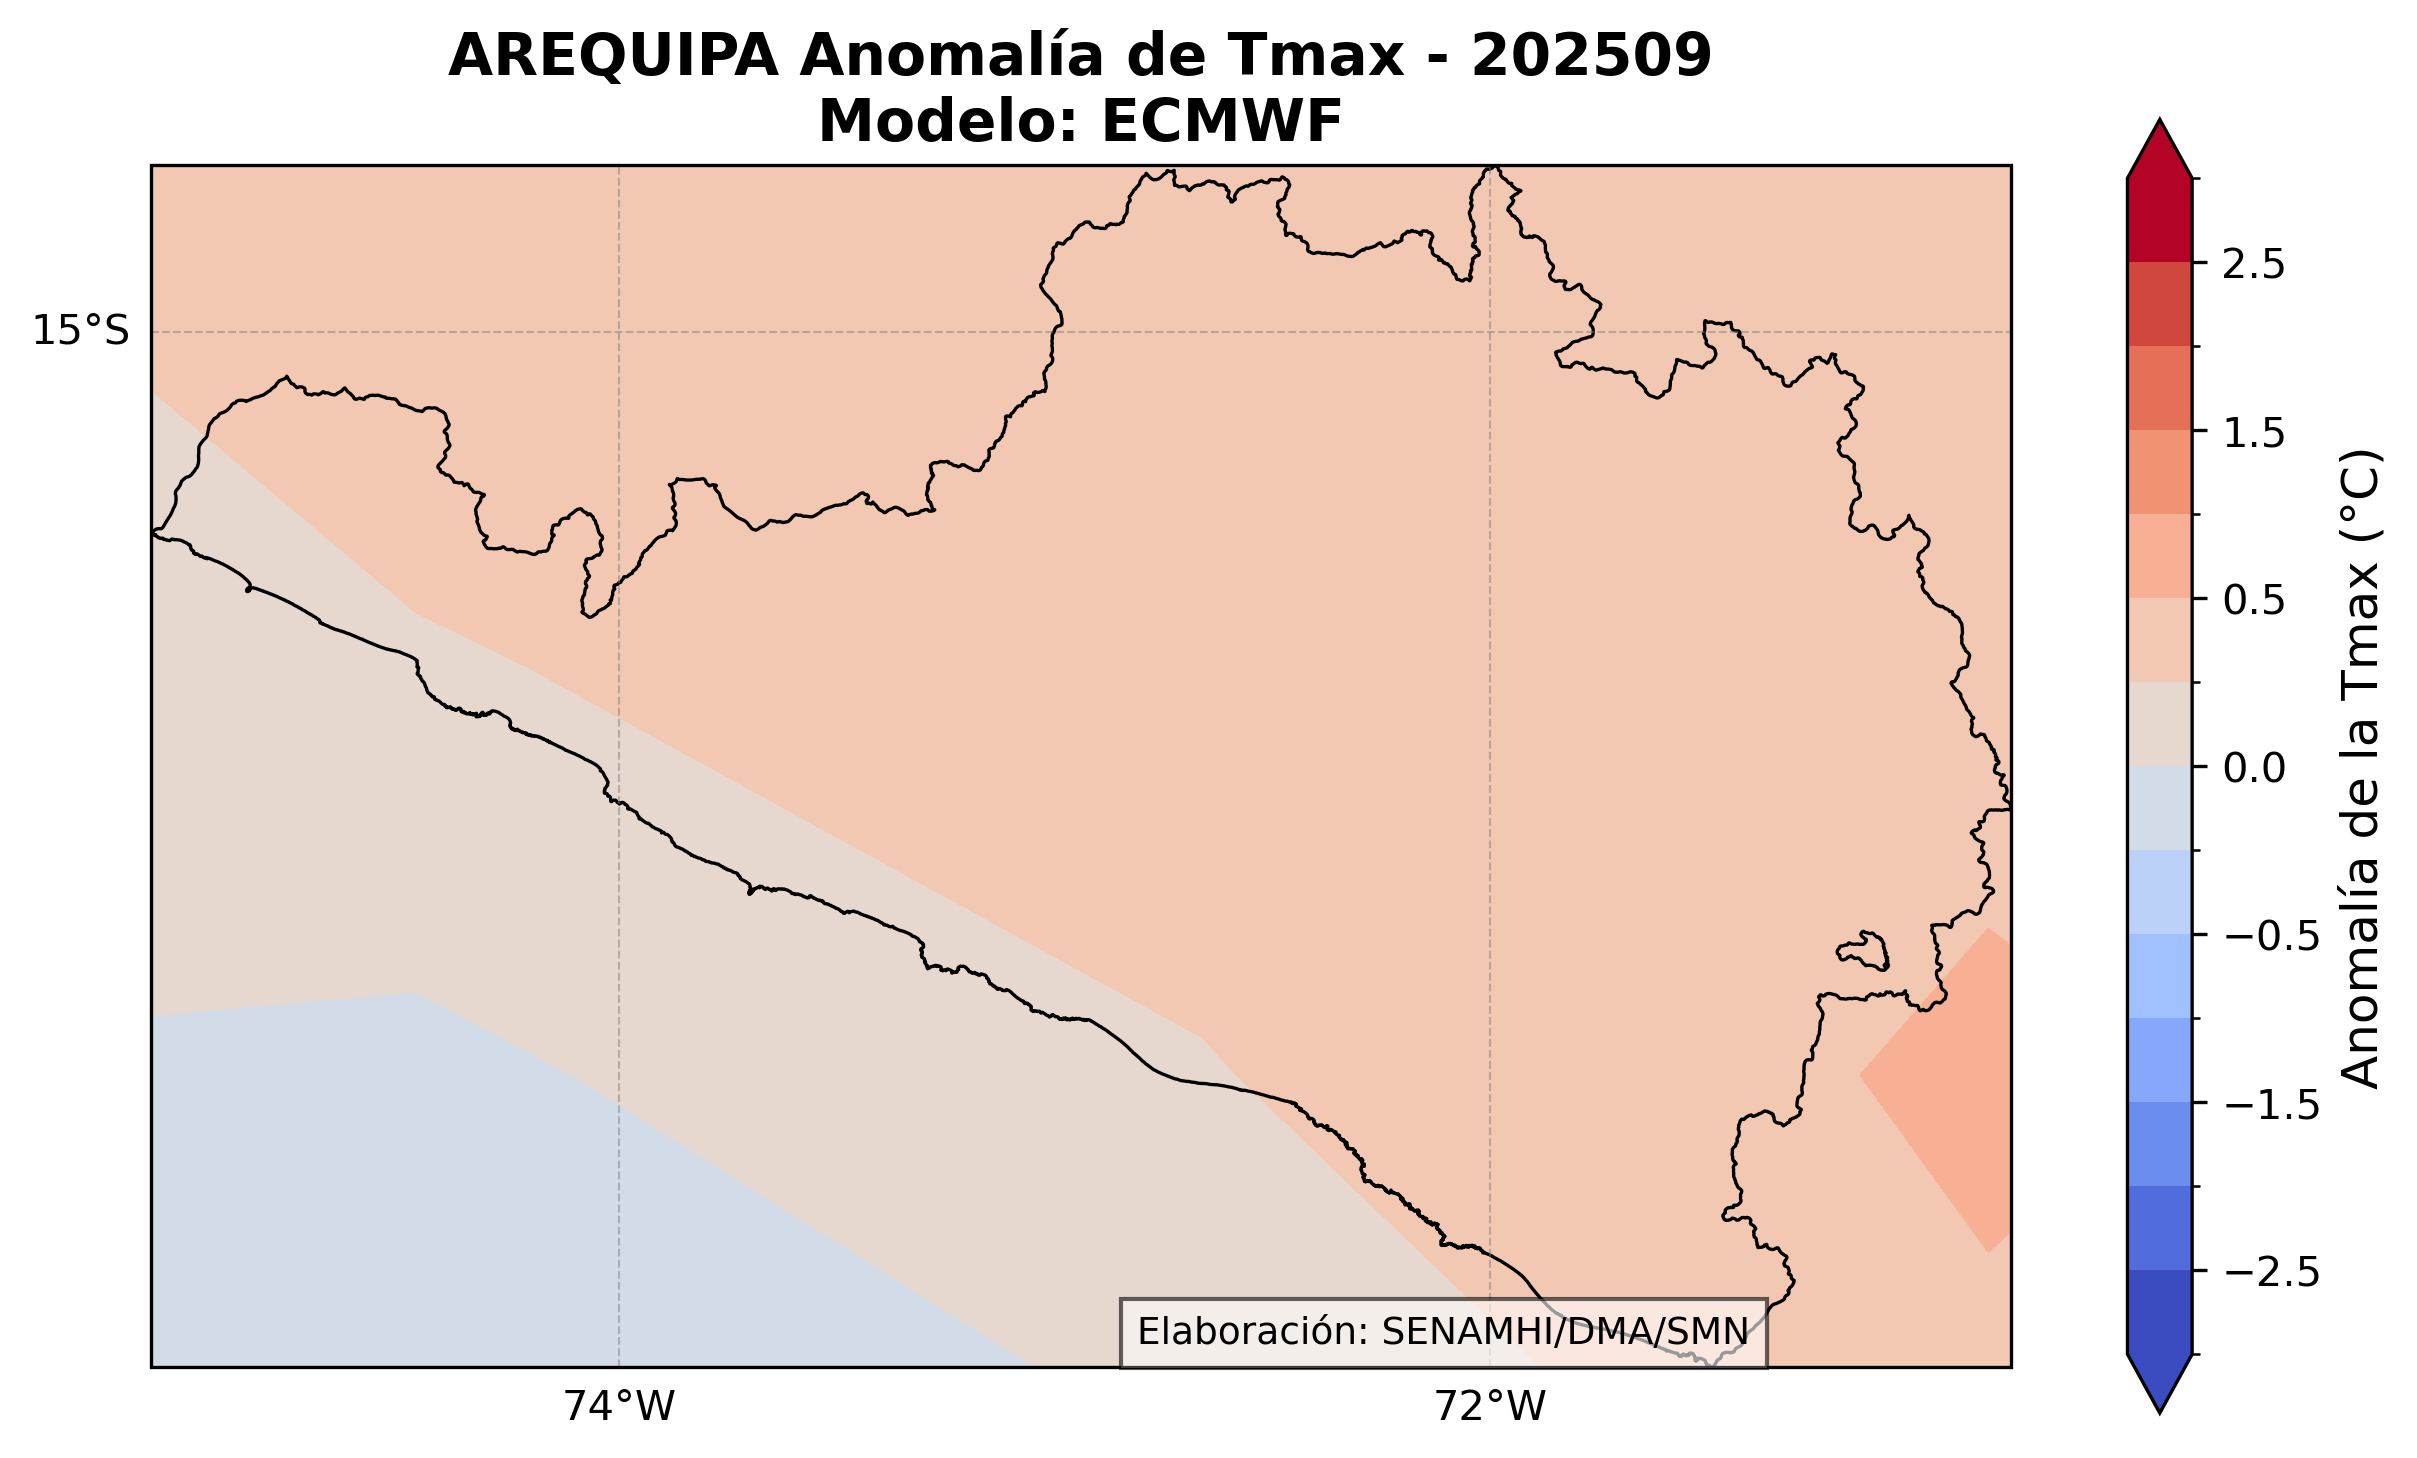 AREQUIPA Anomalía de Tmax - 202509
Modelo: ECMWF
15°S
74°W
72°W
Elaboración: SENAMHI/DMA/SMN
2.5
1.5
0.5
0.0
−0.5
−1.5
−2.5
Anomalía de la Tmax (°C)